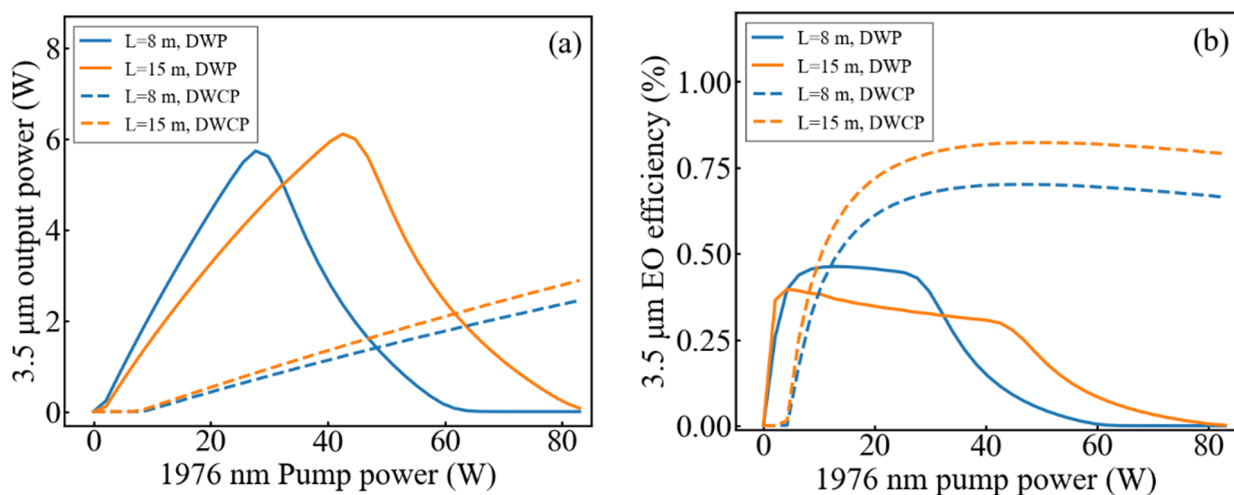 (a)
L=8 m, DWP
L=15 m, DWP
L=8 m, DWCP
L=15 m, DWCP
3.5 μm output power (W)
8
6
4
2
0
0 20 40 60 80
1976 nm Pump power (W)
(b)
L=8 m, DWP
L=15 m, DWP
L=8 m, DWCP
L=15 m, DWCP
3.5 μm EO efficiency (%)
1.00
0.75
0.50
0.25
0.00
0 20 40 60 80
1976 nm pump power (W)